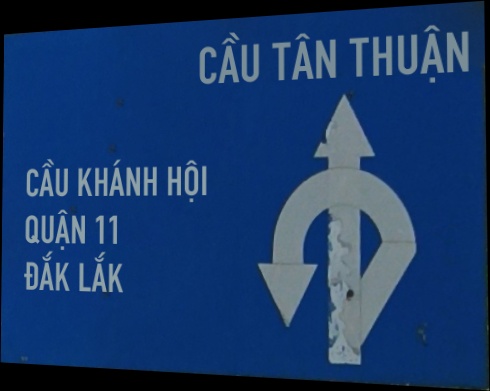 CẦU TÂN THUẬN
CẦU KHÁNH HỘI
QUẬN 11
ĐẮK LẮK